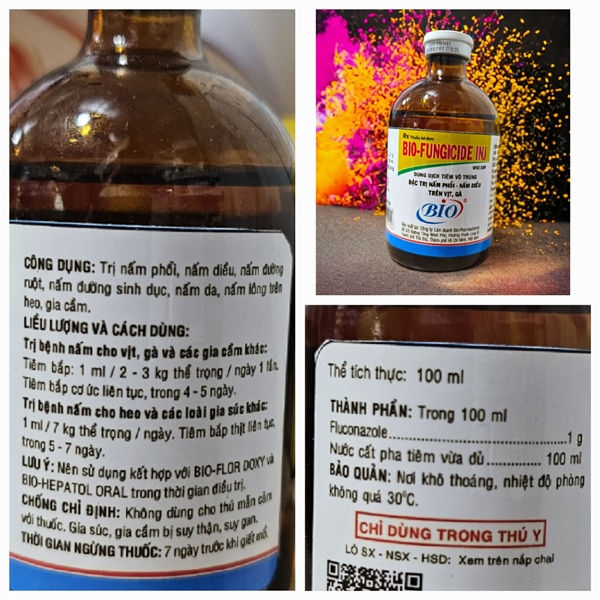 CÔNG DỤNG: Trị nấm phổi, nấm diều, nấm đường
ruột, nấm đường sinh dục, nấm da, nấm lông trên
heo, gia cầm.
LIỀU LƯỢNG VÀ CÁCH DÙNG:
Trị bệnh nấm cho vịt, gà và các gia cầm khác:
Tiêm bắp: 1 ml / 2 - 3 kg thể trọng / ngày 1 lần.
Tiêm bắp cơ ức liên tục, trong 4 - 5 ngày.
Trị bệnh nấm cho heo và các loài gia súc khác:
1 ml / 7 kg thể trọng / ngày. Tiêm bắp thịt liên tục,
trong 5 - 7 ngày.
LƯU Ý: Nên sử dụng kết hợp với BIO-FLOR DOXY và
BIO-HEPATOL ORAL trong thời gian điều trị.
CHỐNG CHỈ ĐỊNH: Không dùng cho thú mẫn cảm
với thuốc. Gia súc, gia cầm bị suy thận, suy gan.
THỜI GIAN NGỪNG THUỐC: 7 ngày trước khi giết mổ.
Rx Thuốc kê đơn
BIO-FUNGICIDE INJ
DUNG DỊCH TIÊM VÔ TRÙNG
ĐẶC TRỊ NẤM PHỔI - NẤM DIỀU
TRÊN VỊT, GÀ
BIO
Thể tích thực: 100 ml
THÀNH PHẦN: Trong 100 ml
Fluconazole..............................1 g
Nước cất pha tiêm vừa đủ............ 100 ml
BẢO QUẢN: Nơi khô thoáng, nhiệt độ phòng
không quá 30°C.
CHỈ DÙNG TRONG THÚ Y
LÔ SX - NSX - HSD: Xem trên nắp chai